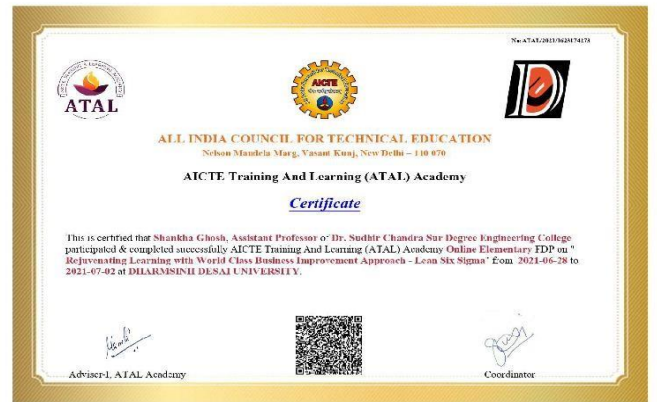 No: ATAL/2021/1623174173
ATAL
AICTE
ALL INDIA COUNCIL FOR TECHNICAL EDUCATION
Nelson Mandela Marg, Vasant Kunj, New Delhi – 110 070
AICTE Training And Learning (ATAL) Academy
Certificate
This is certified that Shankha Ghosh, Assistant Professor of Dr. Sudhir Chandra Sur Degree Engineering College
participated & completed successfully AICTE Training And Learning (ATAL) Academy Online Elementary FDP on "
Rejuvenating Learning with World Class Business Improvement Approach - Lean Six Sigma" from 2021-06-28 to
2021-07-02 at DHARMSINH DESAI UNIVERSITY.
Adviser-I, ATAL Academy
Coordinator